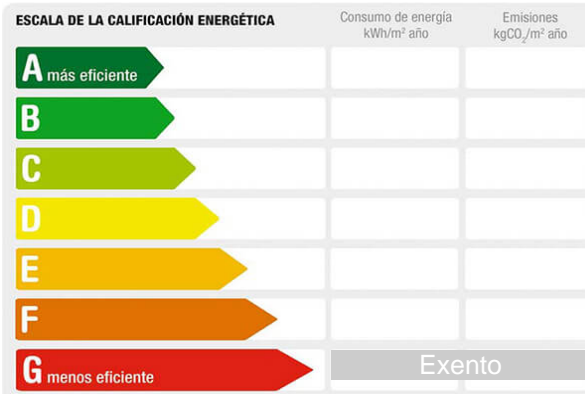 ESCALA DE LA CALIFICACIÓN ENERGÉTICA
Consumo de energía
kWh/m² año
Emisiones
kgCO₂/m² año
A más eficiente
B
C
D
E
F
G menos eficiente
Exento